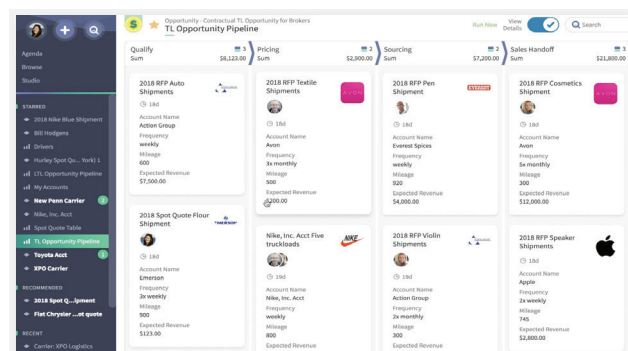 Opportunity - Contractual TL Opportunity for Brokers
TL Opportunity Pipeline
Run Now
View Details
Search
Agenda
Browse
Studio
STARRED
2018 Nike Blue Shipment
Bill Hodgens
Drivers
Hurley Spot Qu... York) 1
LTL Opportunity Pipeline
My Accounts
New Penn Carrier 2
Nike, Inc. Acct
Spot Quote Table
TL Opportunity Pipeline
Toyota Acct 1
XPO Carrier
RECOMMENDED
2018 Spot Q...ipment
Fiat Chrysler ...ot quote
RECENT
Carrier: XPO Logistics
Qualify 3
Sum $8,123.00
2018 RFP Auto
Shipments
18d
Account Name
Action Group
Frequency
weekly
Mileage
600
Expected Revenue
$7,500.00
2018 Spot Quote Flour
Shipment
EMERSON
18d
Account Name
Emerson
Frequency
3x weekly
Mileage
500
Expected Revenue
$123.00
Pricing 2
Sum $2,900.00
2018 RFP Textile
Shipments
AVON
18d
Account Name
Avon
Frequency
3x monthly
Mileage
500
Expected Revenue
$200.00
Nike, Inc. Acct Five
truckloads
NIKE
19d
Account Name
Nike, Inc. Acct
Frequency
weekly
Mileage
800
Expected Revenue
Sourcing 2
Sum $7,200.00
2018 RFP Pen
Shipment
EVEREST
18d
Account Name
Everest Spices
Frequency
weekly
Mileage
920
Expected Revenue
$4,000.00
2018 RFP Violin
Shipments
19d
Account Name
Action Group
Frequency
2x monthly
Mileage
300
Expected Revenue
Sales Handoff 3
Sum $21,800.00
2018 RFP Cosmetics
Shipment
AVON
18d
Account Name
Avon
Frequency
5x monthly
Mileage
300
Expected Revenue
$12,000.00
2018 RFP Speaker
Shipments
18d
Account Name
Apple
Frequency
2x weekly
Mileage
745
Expected Revenue
$2,800.00